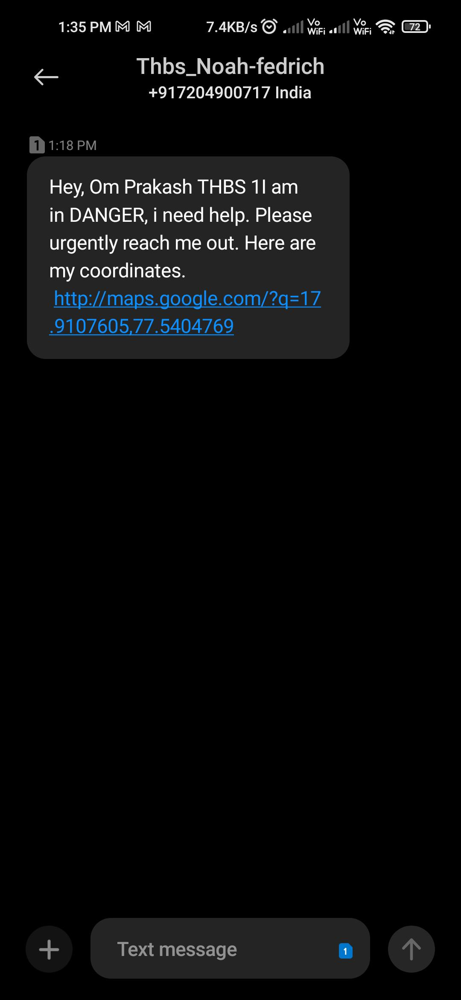 1:35 PM 7.4KB/s Vo WiFi Vo WiFi 72
Thbs_Noah-fedrich
+917204900717 India
1 1:18 PM
Hey, Om Prakash THBS 1I am
in DANGER, i need help. Please
urgently reach me out. Here are
my coordinates.
http://maps.google.com/?q=17
.9107605,77.5404769
Text message 1